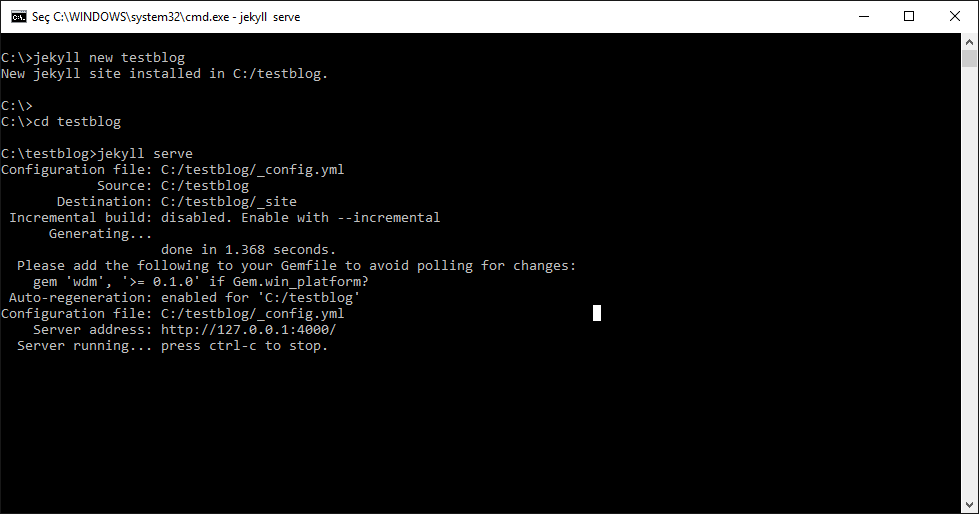 Seç C:\WINDOWS\system32\cmd.exe - jekyll serve
C:\>jekyll new testblog
New jekyll site installed in C:/testblog.
C:\>
C:\>cd testblog
C:\testblog>jekyll serve
Configuration file: C:/testblog/_config.yml
Source: C:/testblog
Destination: C:/testblog/_site
Incremental build: disabled. Enable with --incremental
Generating...
done in 1.368 seconds.
Please add the following to your Gemfile to avoid polling for changes:
gem 'wdm', '>= 0.1.0' if Gem.win_platform?
Auto-regeneration: enabled for 'C:/testblog'
Configuration file: C:/testblog/_config.yml
Server address: http://127.0.0.1:4000/
Server running... press ctrl-c to stop.